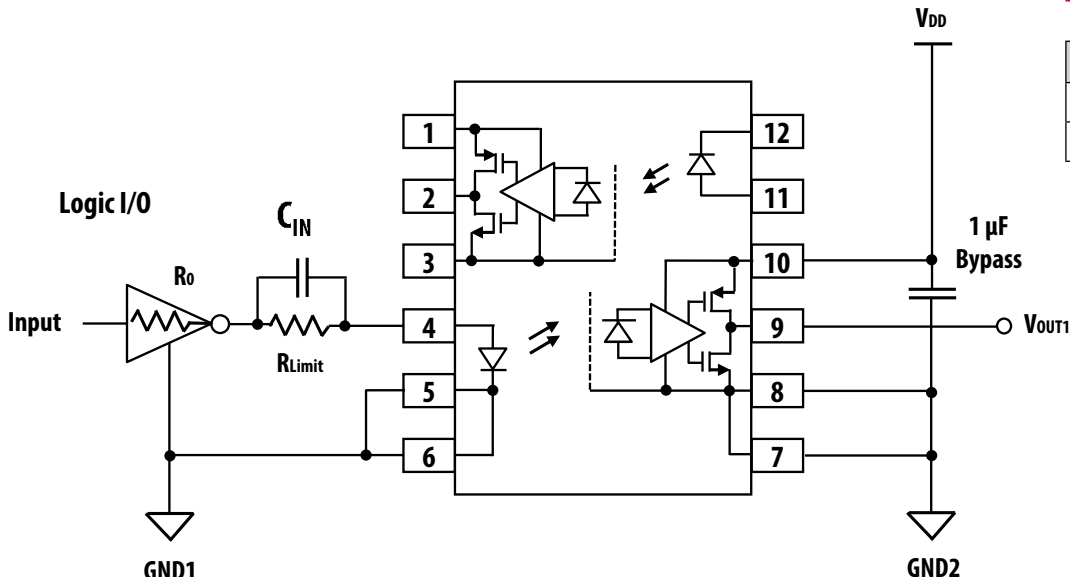 VDD
1
12
2
11
Logic I/O
CIN
3
10
1 µF
Bypass
R0
Input
4
9
VOUT1
RLimit
5
8
6
7
GND1
GND2